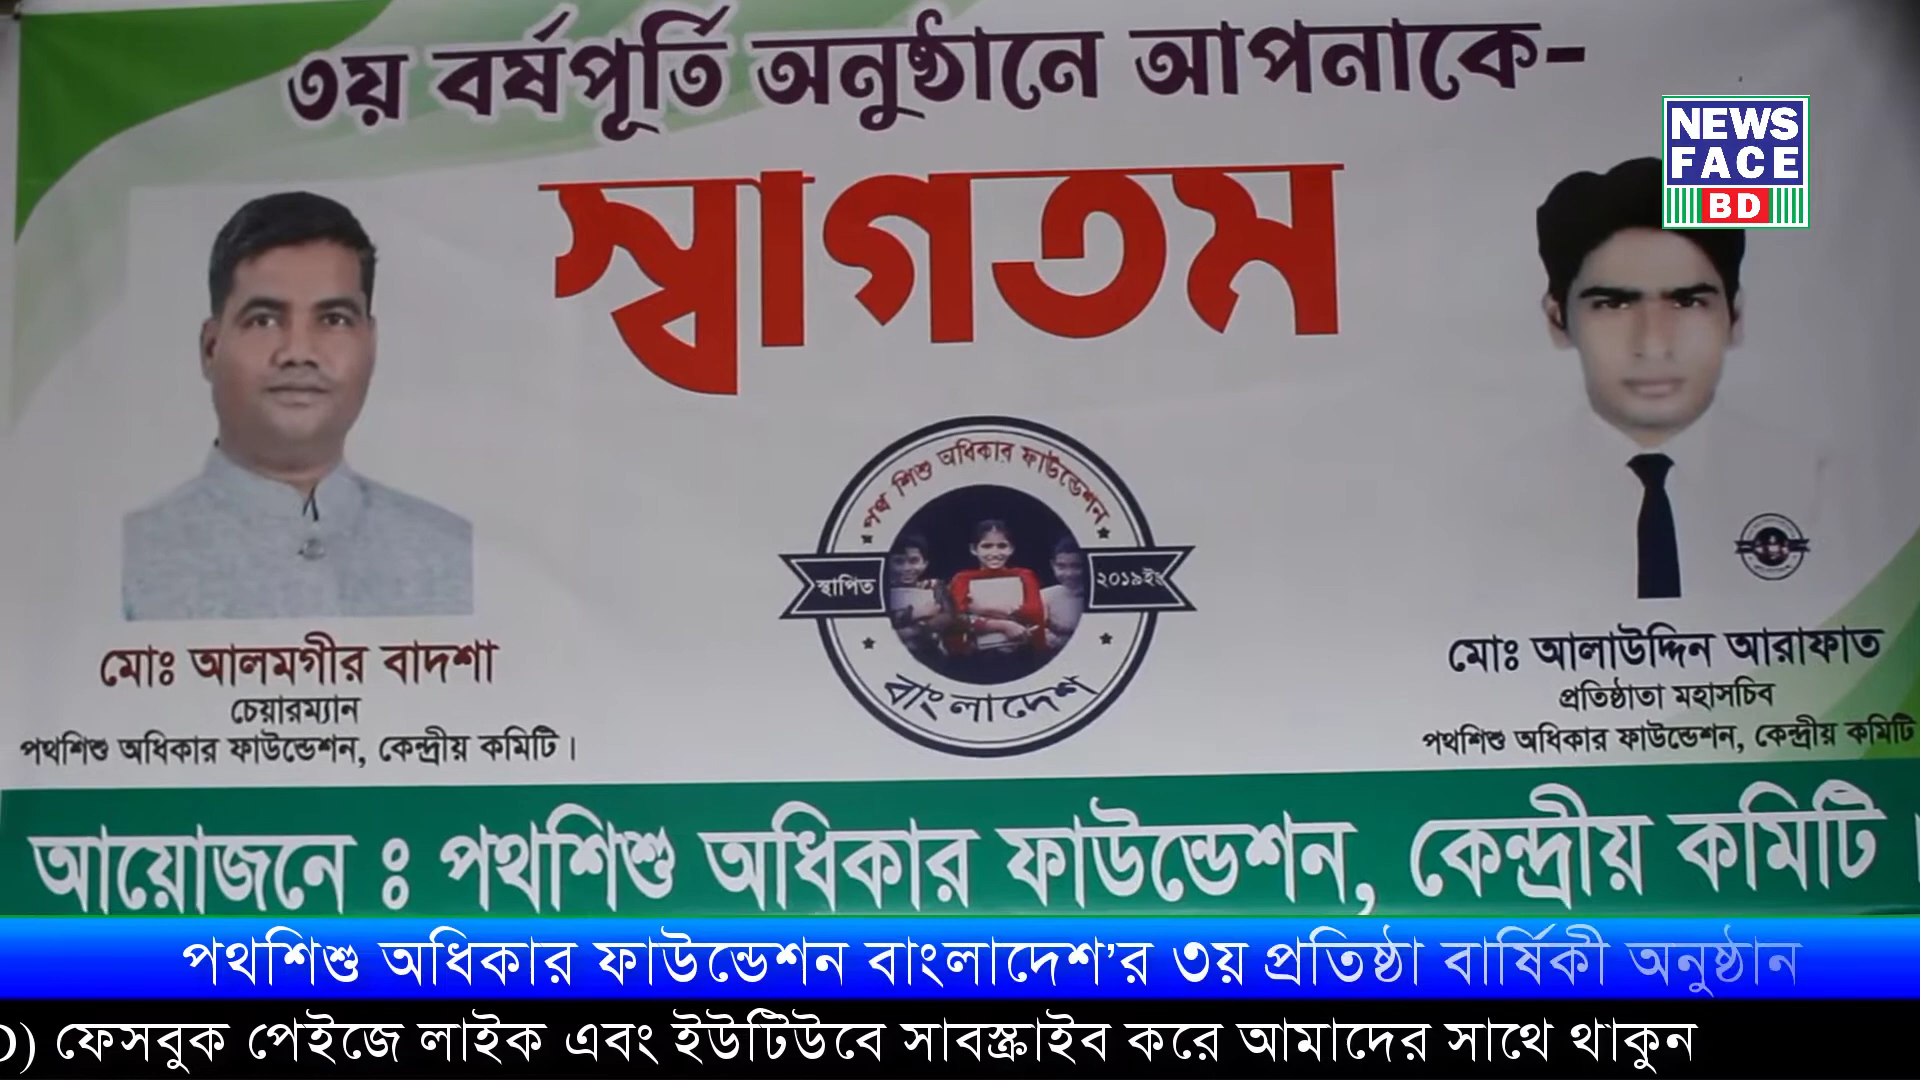 ৩য় বর্ষপূর্তি অনুষ্ঠানে আপনাকে-
স্বাগতম
NEWS
FACE
BD
পথ শিশু অধিকার ফাউন্ডেশন
স্থাপিত
২০১৯ইং
বাংলাদেশ
মোঃ আলমগীর বাদশা
চেয়ারম্যান
পথশিশু অধিকার ফাউন্ডেশন, কেন্দ্রীয় কমিটি।
মোঃ আলাউদ্দিন আরাফাত
প্রতিষ্ঠাতা মহাসচিব
পথশিশু অধিকার ফাউন্ডেশন, কেন্দ্রীয় কমিটি
আয়োজনে ঃ পথশিশু অধিকার ফাউন্ডেশন, কেন্দ্রীয় কমিটি।
পথশিশু অধিকার ফাউন্ডেশন বাংলাদেশ’র ৩য় প্রতিষ্ঠা বার্ষিকী অনুষ্ঠান
D) ফেসবুক পেইজে লাইক এবং ইউটিউবে সাবস্ক্রাইব করে আমাদের সাথে থাকুন